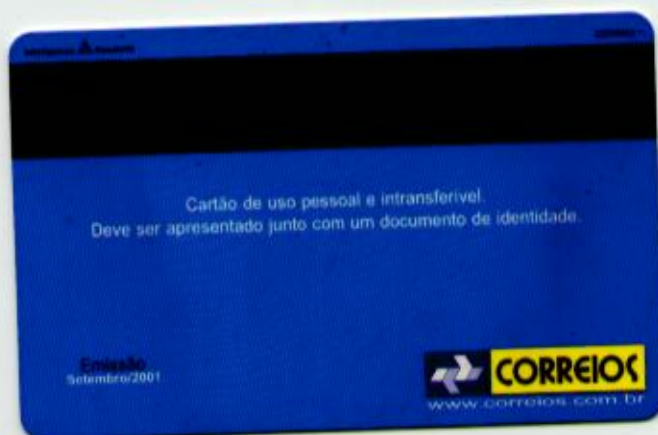 Cartão de uso pessoal e intransferível.
Deve ser apresentado junto com um documento de identidade.
Emissão
Setembro/2001
CORREIOS
www.correios.com.br